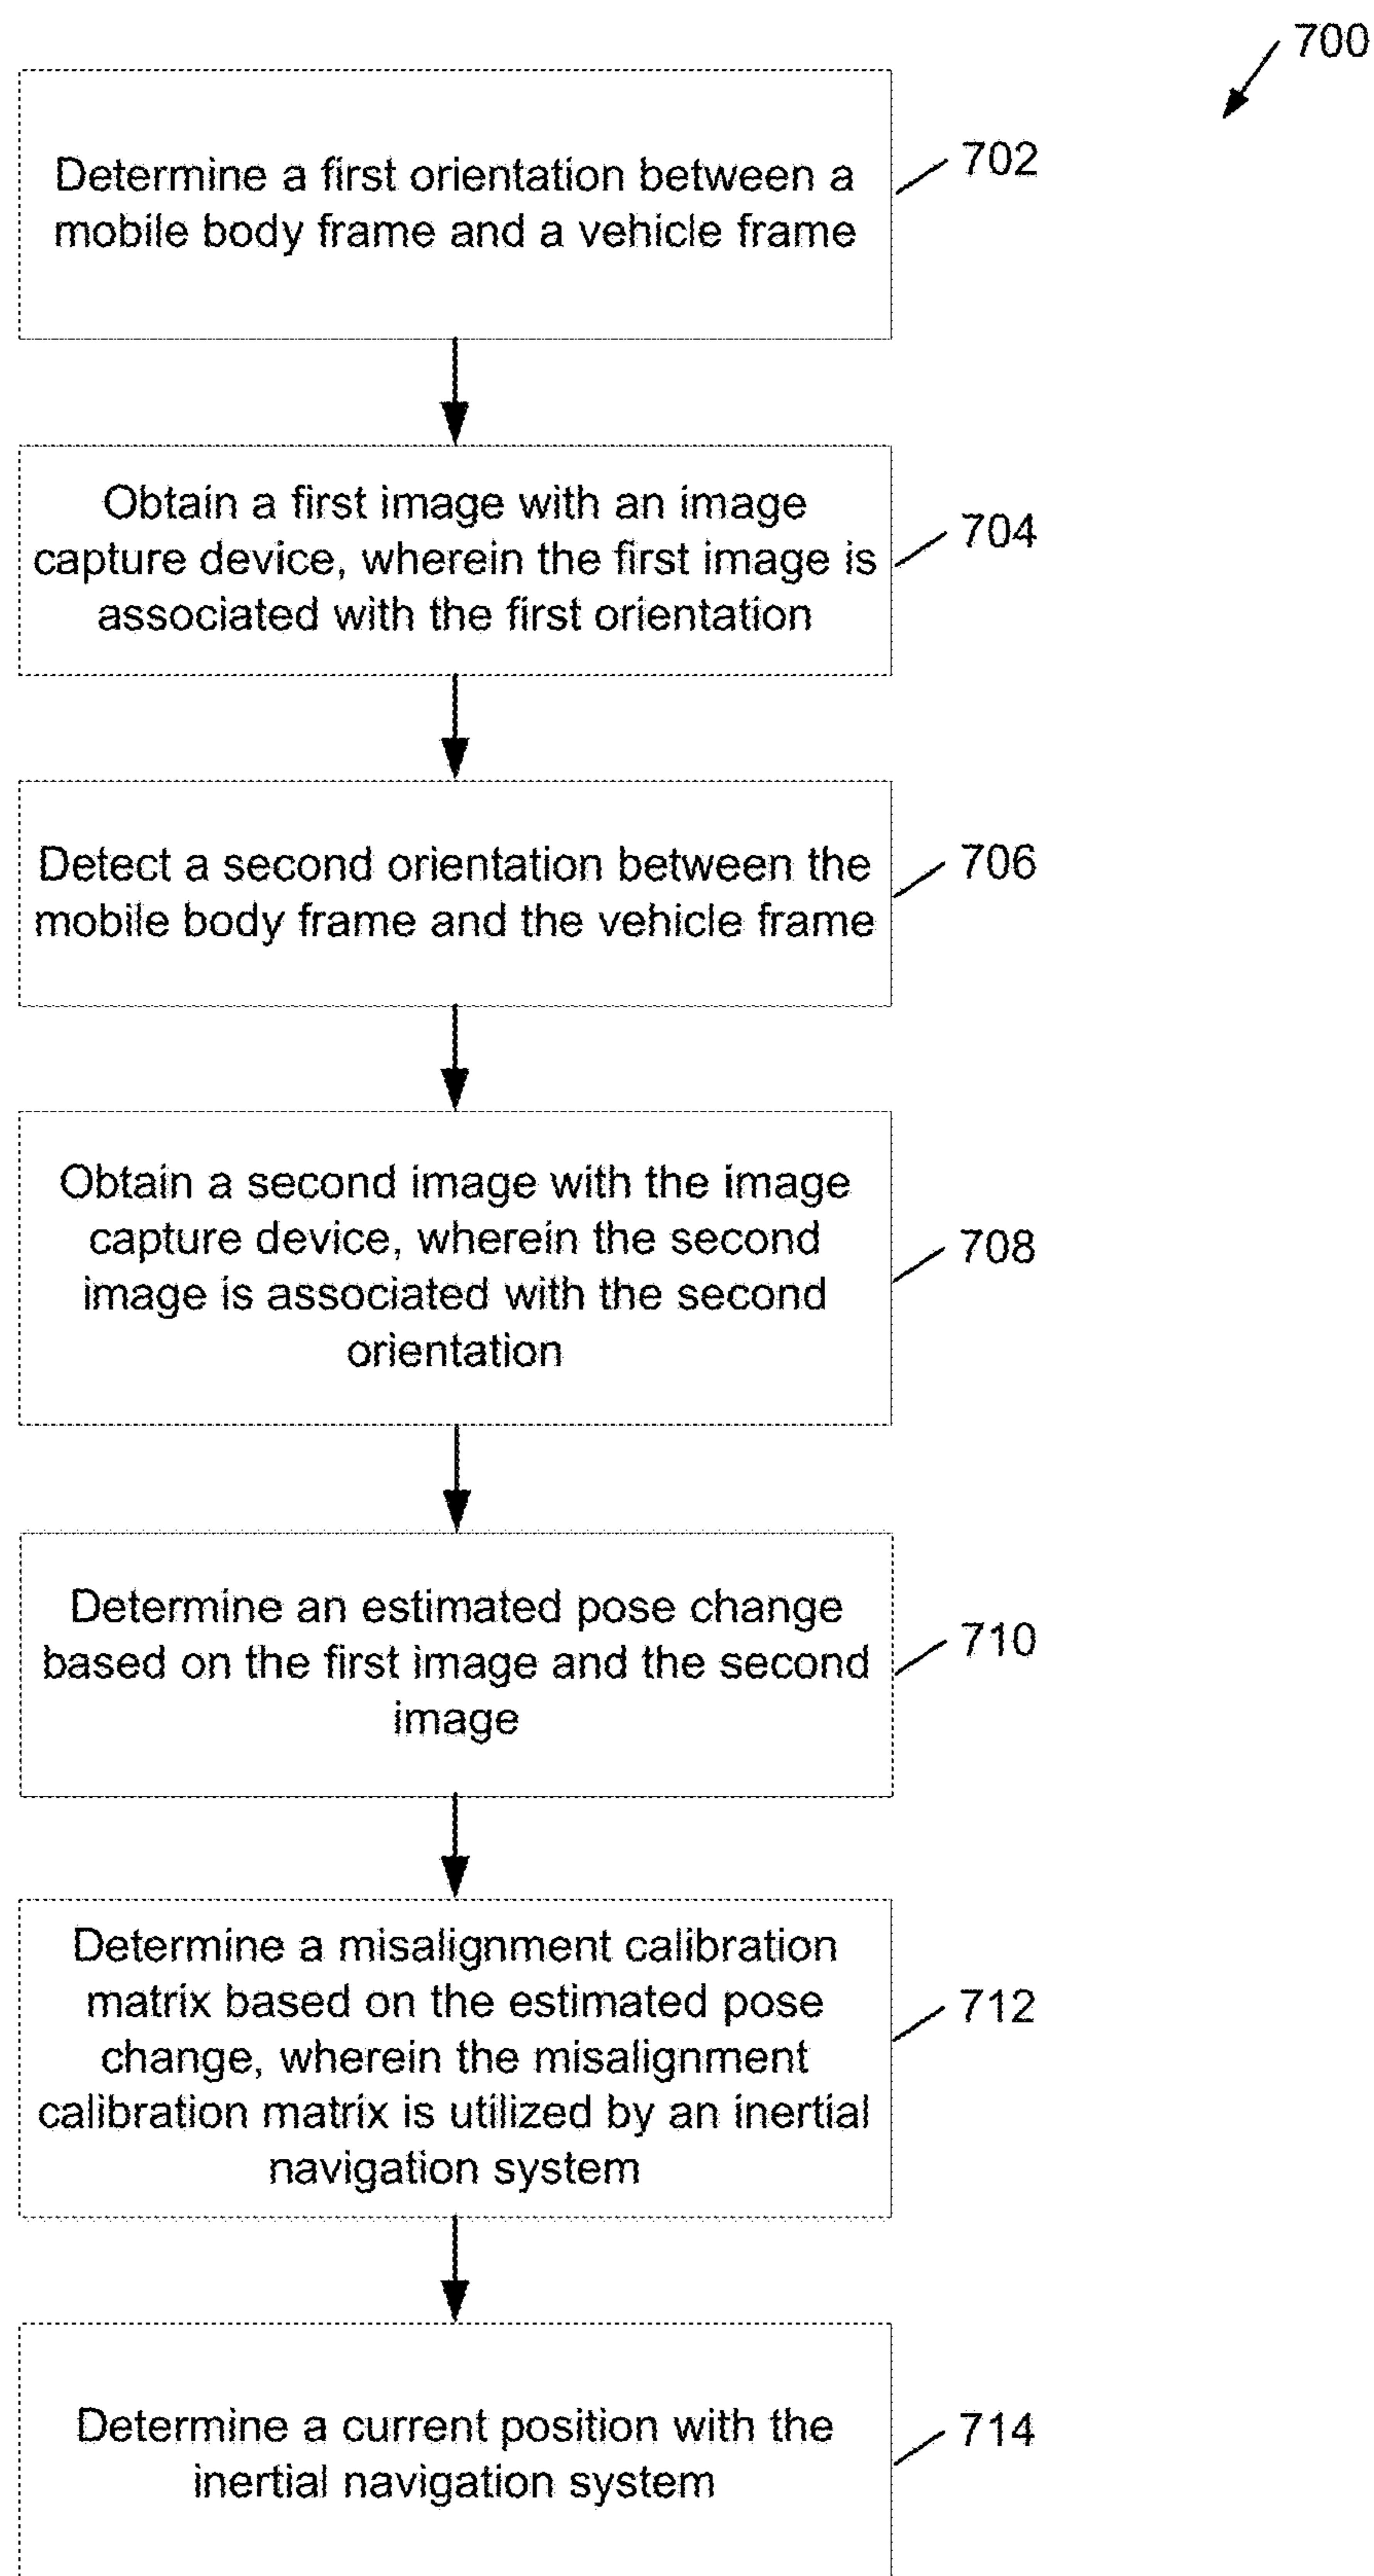 700
Determine a first orientation between a
mobile body frame and a vehicle frame
702
Obtain a first image with an image
capture device, wherein the first image is
associated with the first orientation
704
Detect a second orientation between the
mobile body frame and the vehicle frame
706
Obtain a second image with the image
capture device, wherein the second
image is associated with the second
orientation
708
Determine an estimated pose change
based on the first image and the second
image
710
Determine a misalignment calibration
matrix based on the estimated pose
change, wherein the misalignment
calibration matrix is utilized by an inertial
navigation system
712
Determine a current position with the
inertial navigation system
714